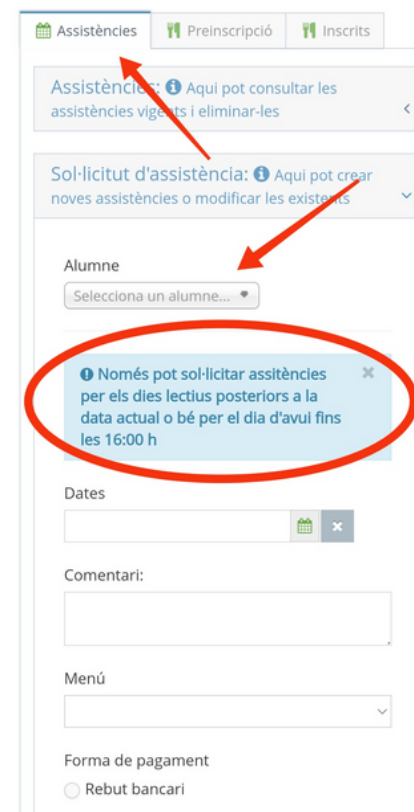 Assistències Preinscripció Inscrits
Assistències: Aqui pot consultar les
assistències vigents i eliminar-les
Sol·licitut d'assistència: Aqui pot crear
noves assistències o modificar les existents
Alumne
Selecciona un alumne...
Només pot sol·licitar assitències
per els dies lectius posteriors a la
data actual o bé per el dia d'avui fins
les 16:00 h
Dates
Comentari:
Menú
Forma de pagament
Rebut bancari